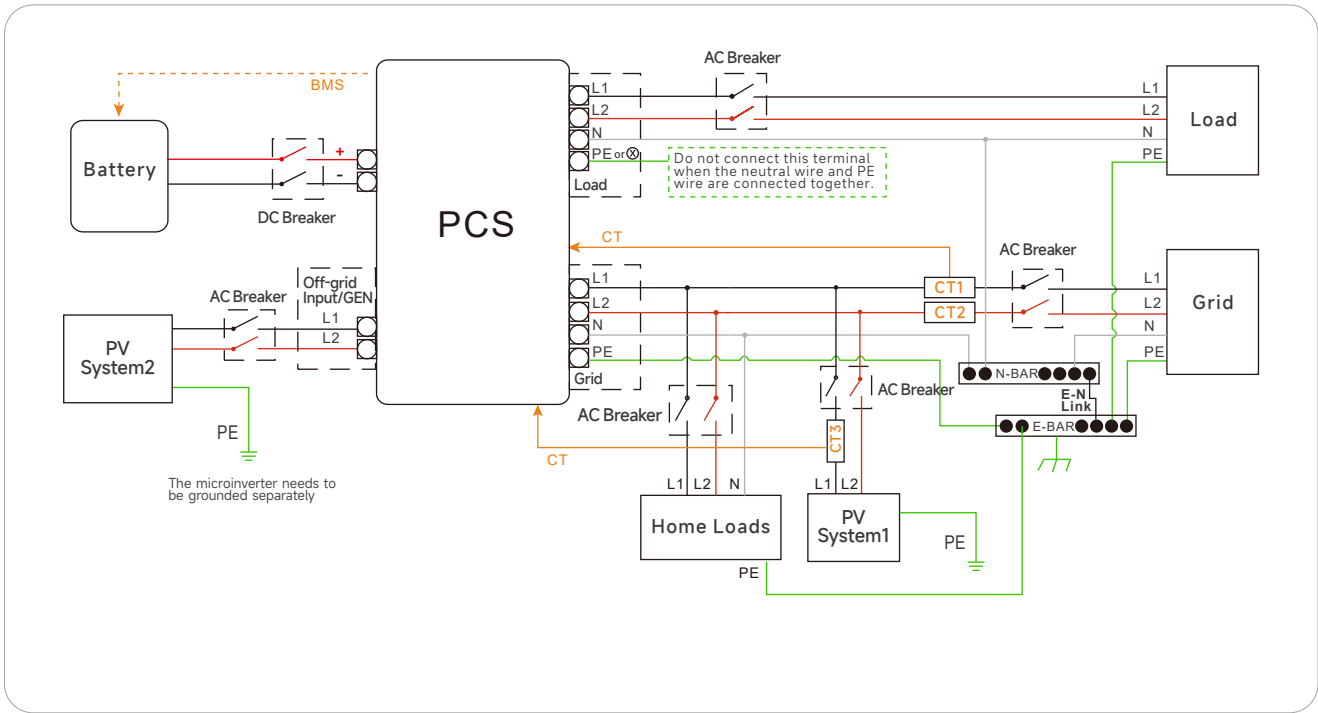 AC Breaker
BMS
L1
L2
N
PE or ⓧ
Load
L1
L2
N
PE
Load
Do not connect this terminal
when the neutral wire and PE
wire are connected together.
Battery
+
-
DC Breaker
PCS
CT
AC Breaker
Off-grid
Input/GEN
L1
L2
AC Breaker
PV
System2
PE
The microinverter needs to
be grounded separately
L1
L2
N
PE
Grid
CT1
CT2
L1
L2
N
PE
Grid
N-BAR
E-N
Link
E-BAR
AC Breaker
AC Breaker
CT3
CT
L1 L2 N
Home Loads
PE
L1 L2
PV
System1
PE